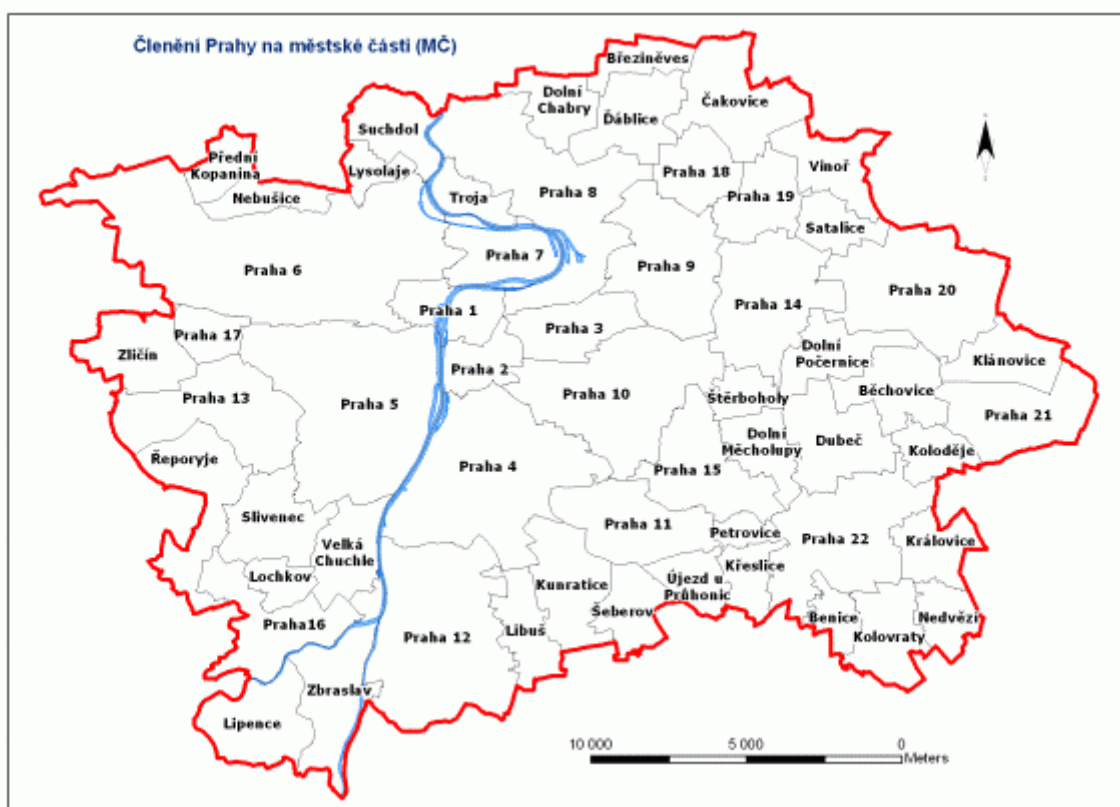 Členění Prahy na městské části (MČ)
Březiněves
Dolní
Chabry
Ďáblice
Čakovice
Suchdol
Přední
Kopanina
Lysolaje
Nebušice
Troja
Praha 8
Praha 18
Praha 19
Vinoř
Satalice
Praha 6
Praha 7
Praha 9
Praha 14
Praha 20
Praha 1
Praha 3
Praha 17
Zličín
Praha 2
Dolní
Počernice
Klánovice
Praha 13
Praha 5
Praha 10
Štěrboholy
Běchovice
Praha 21
Řeporyje
Praha 4
Praha 15
Dolní
Měcholupy
Dubeč
Koloděje
Slivenec
Velká
Chuchle
Praha 11
Petrovice
Praha 22
Královice
Lochkov
Kunratice
Újezd u
Průhonic
Křeslice
Praha16
Praha 12
Libuš
Šeberov
Benice
Kolovraty
Nedvězí
Zbraslav
Lipence
10 000
5 000
0
Meters